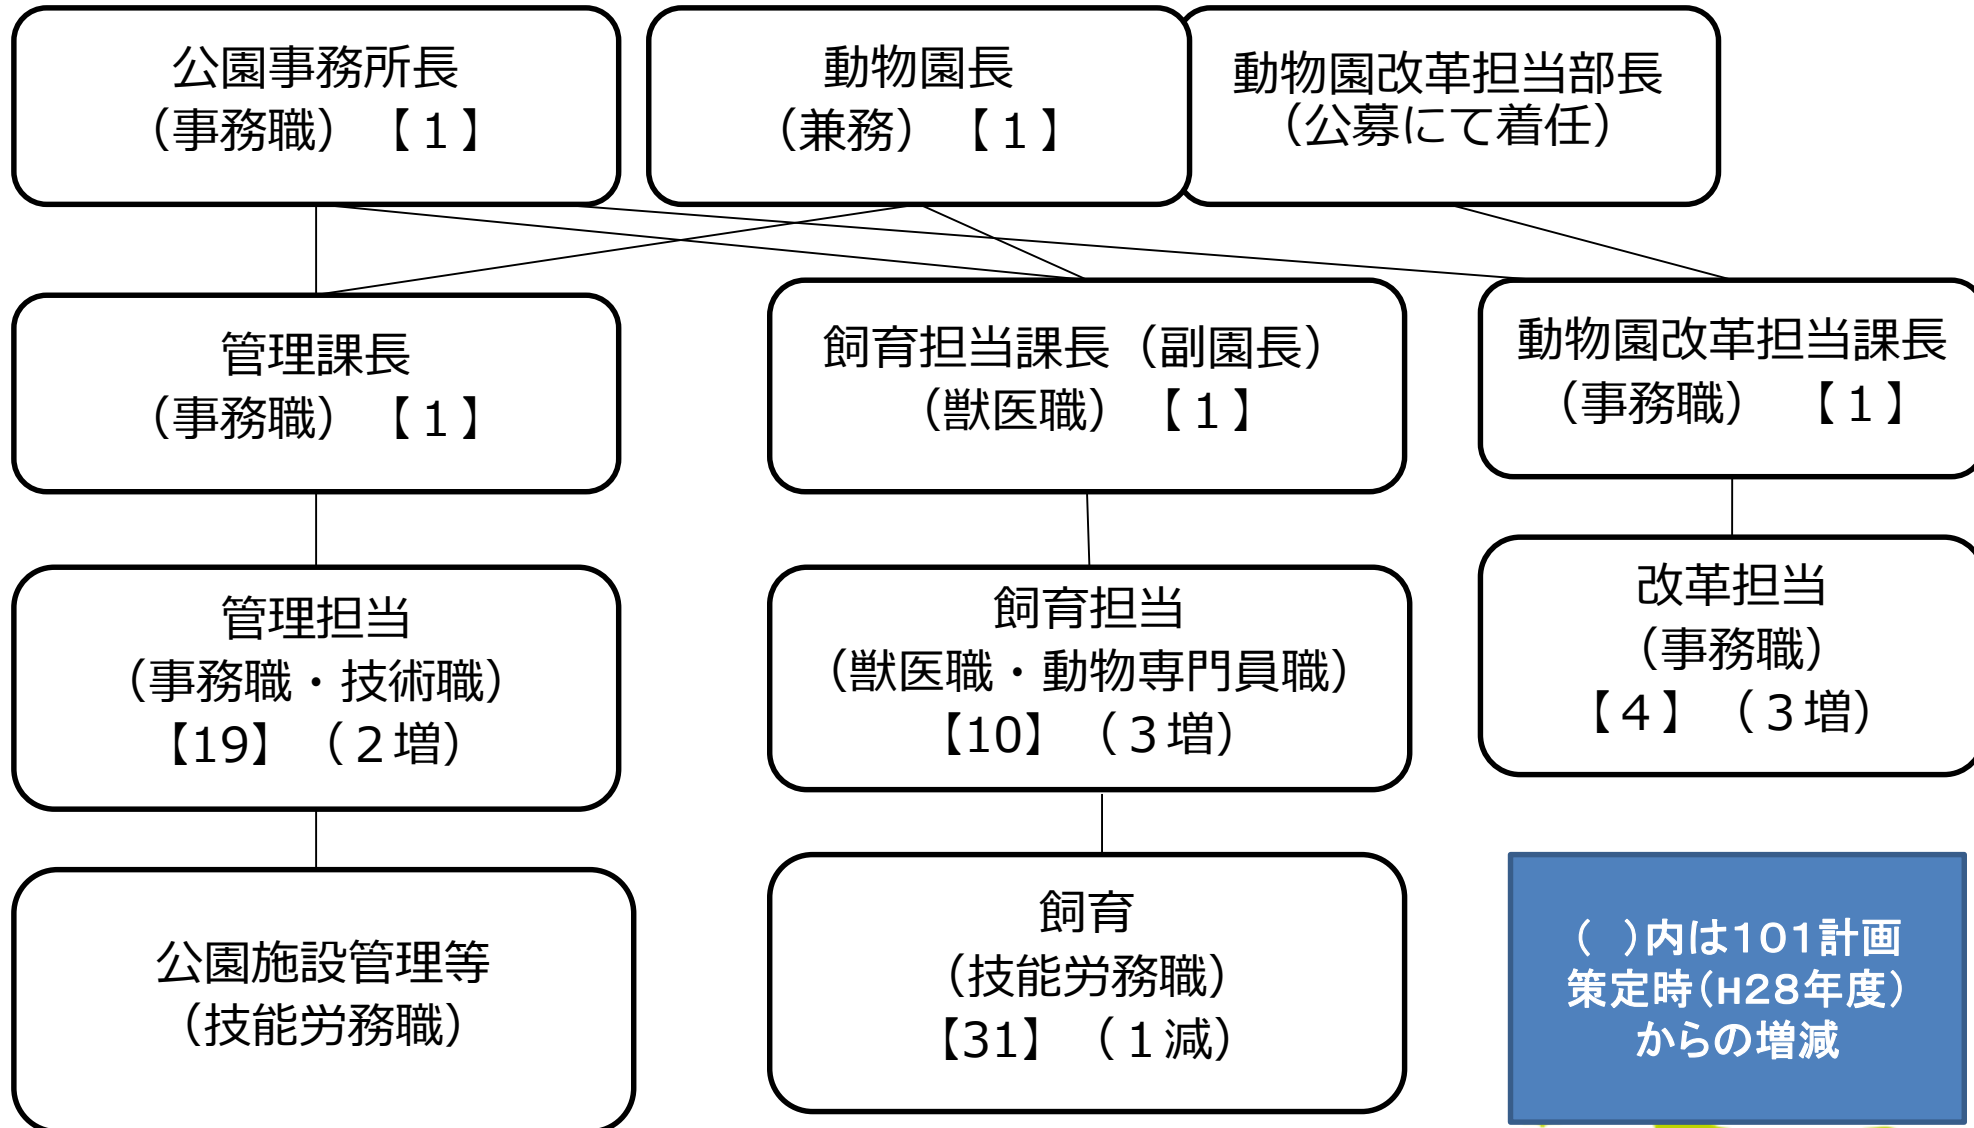 公園事務所長
（事務職）【１】
動物園長
（兼務）【１】
動物園改革担当部長
（公募にて着任）
管理課長
（事務職）【１】
飼育担当課長（副園長）
（獣医職）【１】
動物園改革担当課長
（事務職）　【１】
管理担当
（事務職・技術職）
【19】（２増）
飼育担当
（獣医職・動物専門員職）
【10】（３増）
改革担当
（事務職）
【４】（３増）
公園施設管理等
（技能労務職）
飼育
（技能労務職）
【31】（１減）
（　）内は１０１計画
策定時（Ｈ２８年度）
からの増減